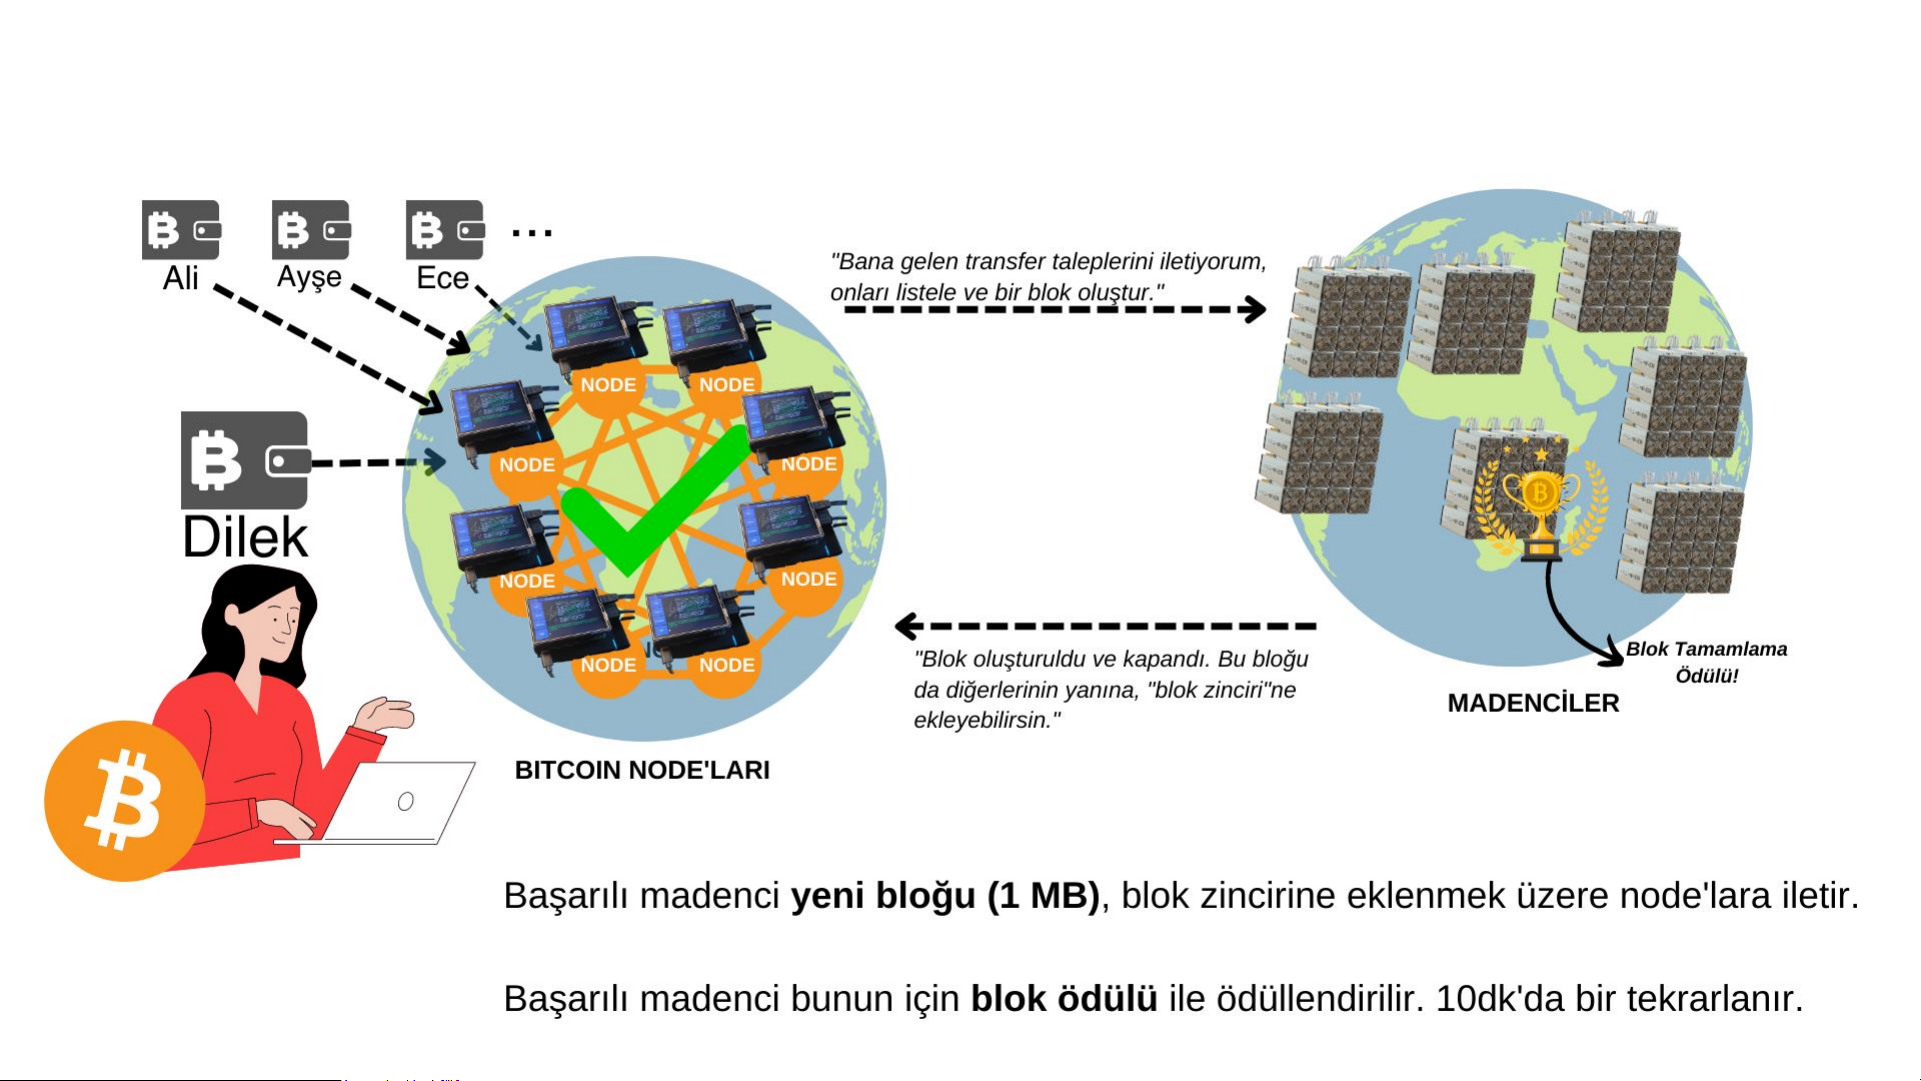 Ali
Ayşe
Ece
...
Dilek
"Bana gelen transfer taleplerini iletiyorum,
onları listele ve bir blok oluştur."
NODE
NODE
NODE
NODE
NODE
NODE
NODE
NODE
BITCOIN NODE'LARI
"Blok oluşturuldu ve kapandı. Bu bloğu
da diğerlerinin yanına, "blok zinciri"ne
ekleyebilirsin."
Blok Tamamlama
Ödülü!
MADENCİLER
Başarılı madenci yeni bloğu (1 MB), blok zincirine eklenmek üzere node'lara iletir.
Başarılı madenci bunun için blok ödülü ile ödüllendirilir. 10dk'da bir tekrarlanır.